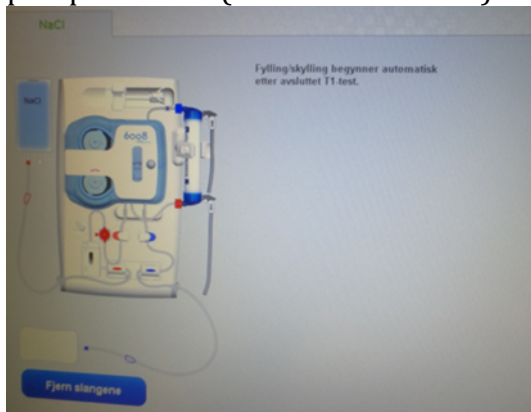 NaCl
Fylling/skylling begynner automatisk
etter avsluttet T1-test.
NaCl
6008
Fjern slangene